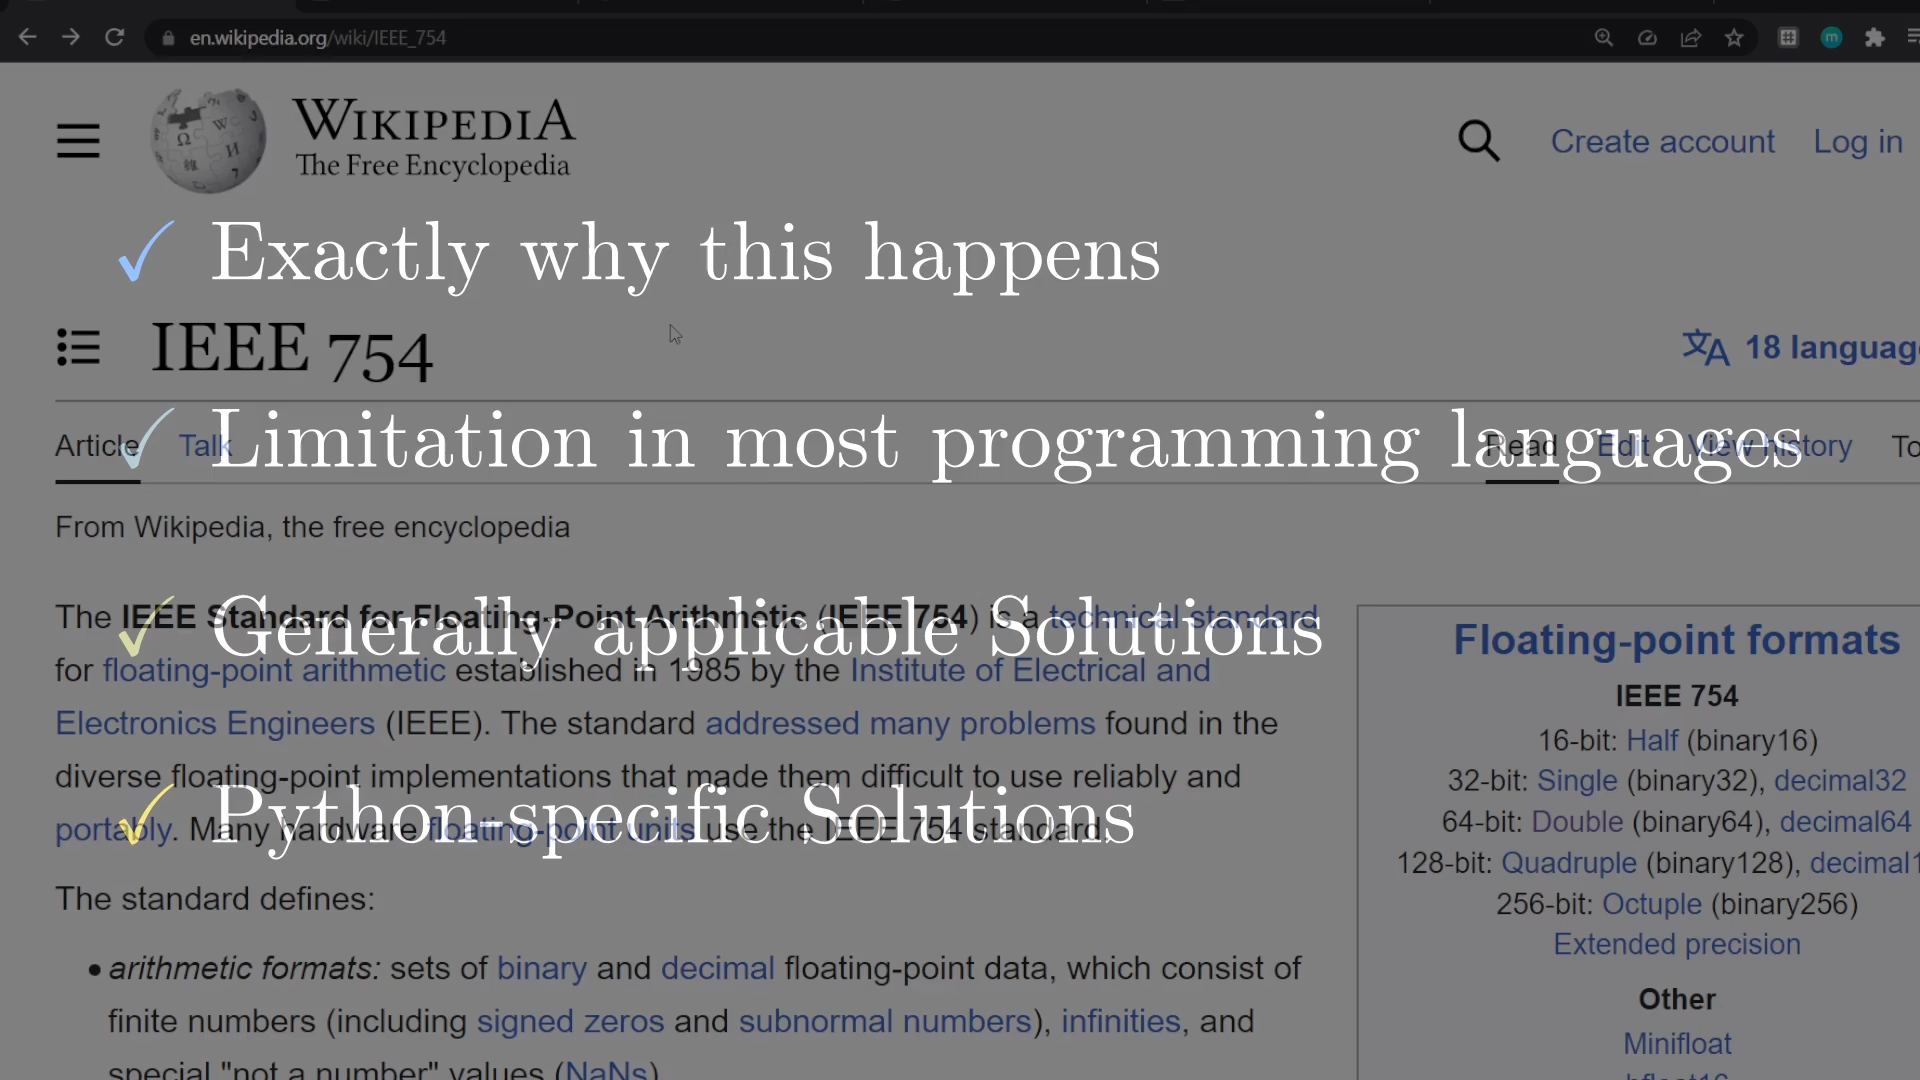 en.wikipedia.org/wiki/IEEE_754
m
WIKIPEDIA
The Free Encyclopedia
Create account Log in
✓ Exactly why this happens
IEEE 754
18 languag
✓ Limitation in most programming languages
Article Talk
Read Edit View history To
From Wikipedia, the free encyclopedia
✓ Generally applicable Solutions
The IEEE Standard for Floating-Point Arithmetic (IEEE 754) is a technical standard
for floating-point arithmetic established in 1985 by the Institute of Electrical and
Electronics Engineers (IEEE). The standard addressed many problems found in the
diverse floating-point implementations that made them difficult to use reliably and
portably. Many hardware floating-point units use the IEEE 754 standard.
✓ Python-specific Solutions
The standard defines:
• arithmetic formats: sets of binary and decimal floating-point data, which consist of
finite numbers (including signed zeros and subnormal numbers), infinities, and
special "not a number" values (NaNs)
Floating-point formats
IEEE 754
16-bit: Half (binary16)
32-bit: Single (binary32), decimal32
64-bit: Double (binary64), decimal64
128-bit: Quadruple (binary128), decimal1
256-bit: Octuple (binary256)
Extended precision
Other
Minifloat